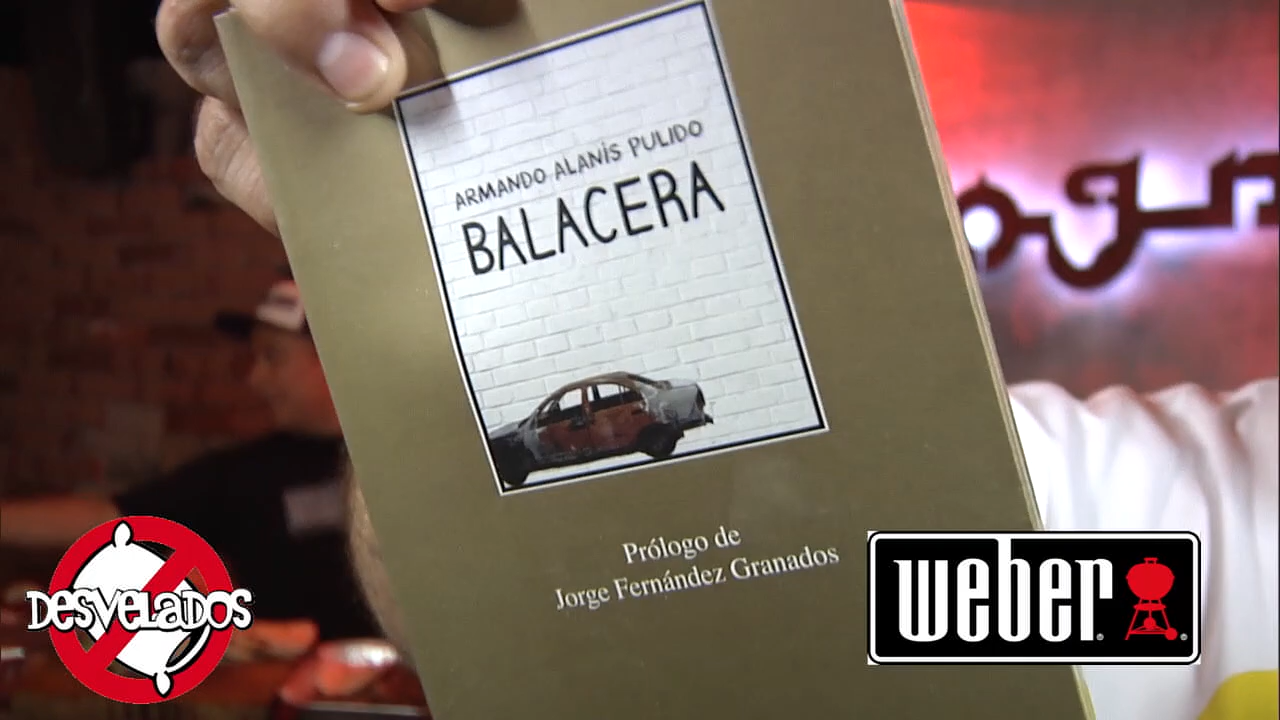 ARMANDO ALANÍS PULIDO
BALACERA
Prólogo de
Jorge Fernández Granados
DESVELADOS
weber